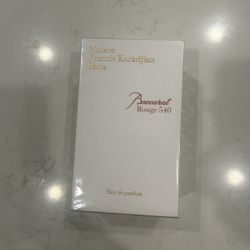 Maison
Francis Kurkdjian
Paris
Baccarat
Rouge 540
Eau de parfum